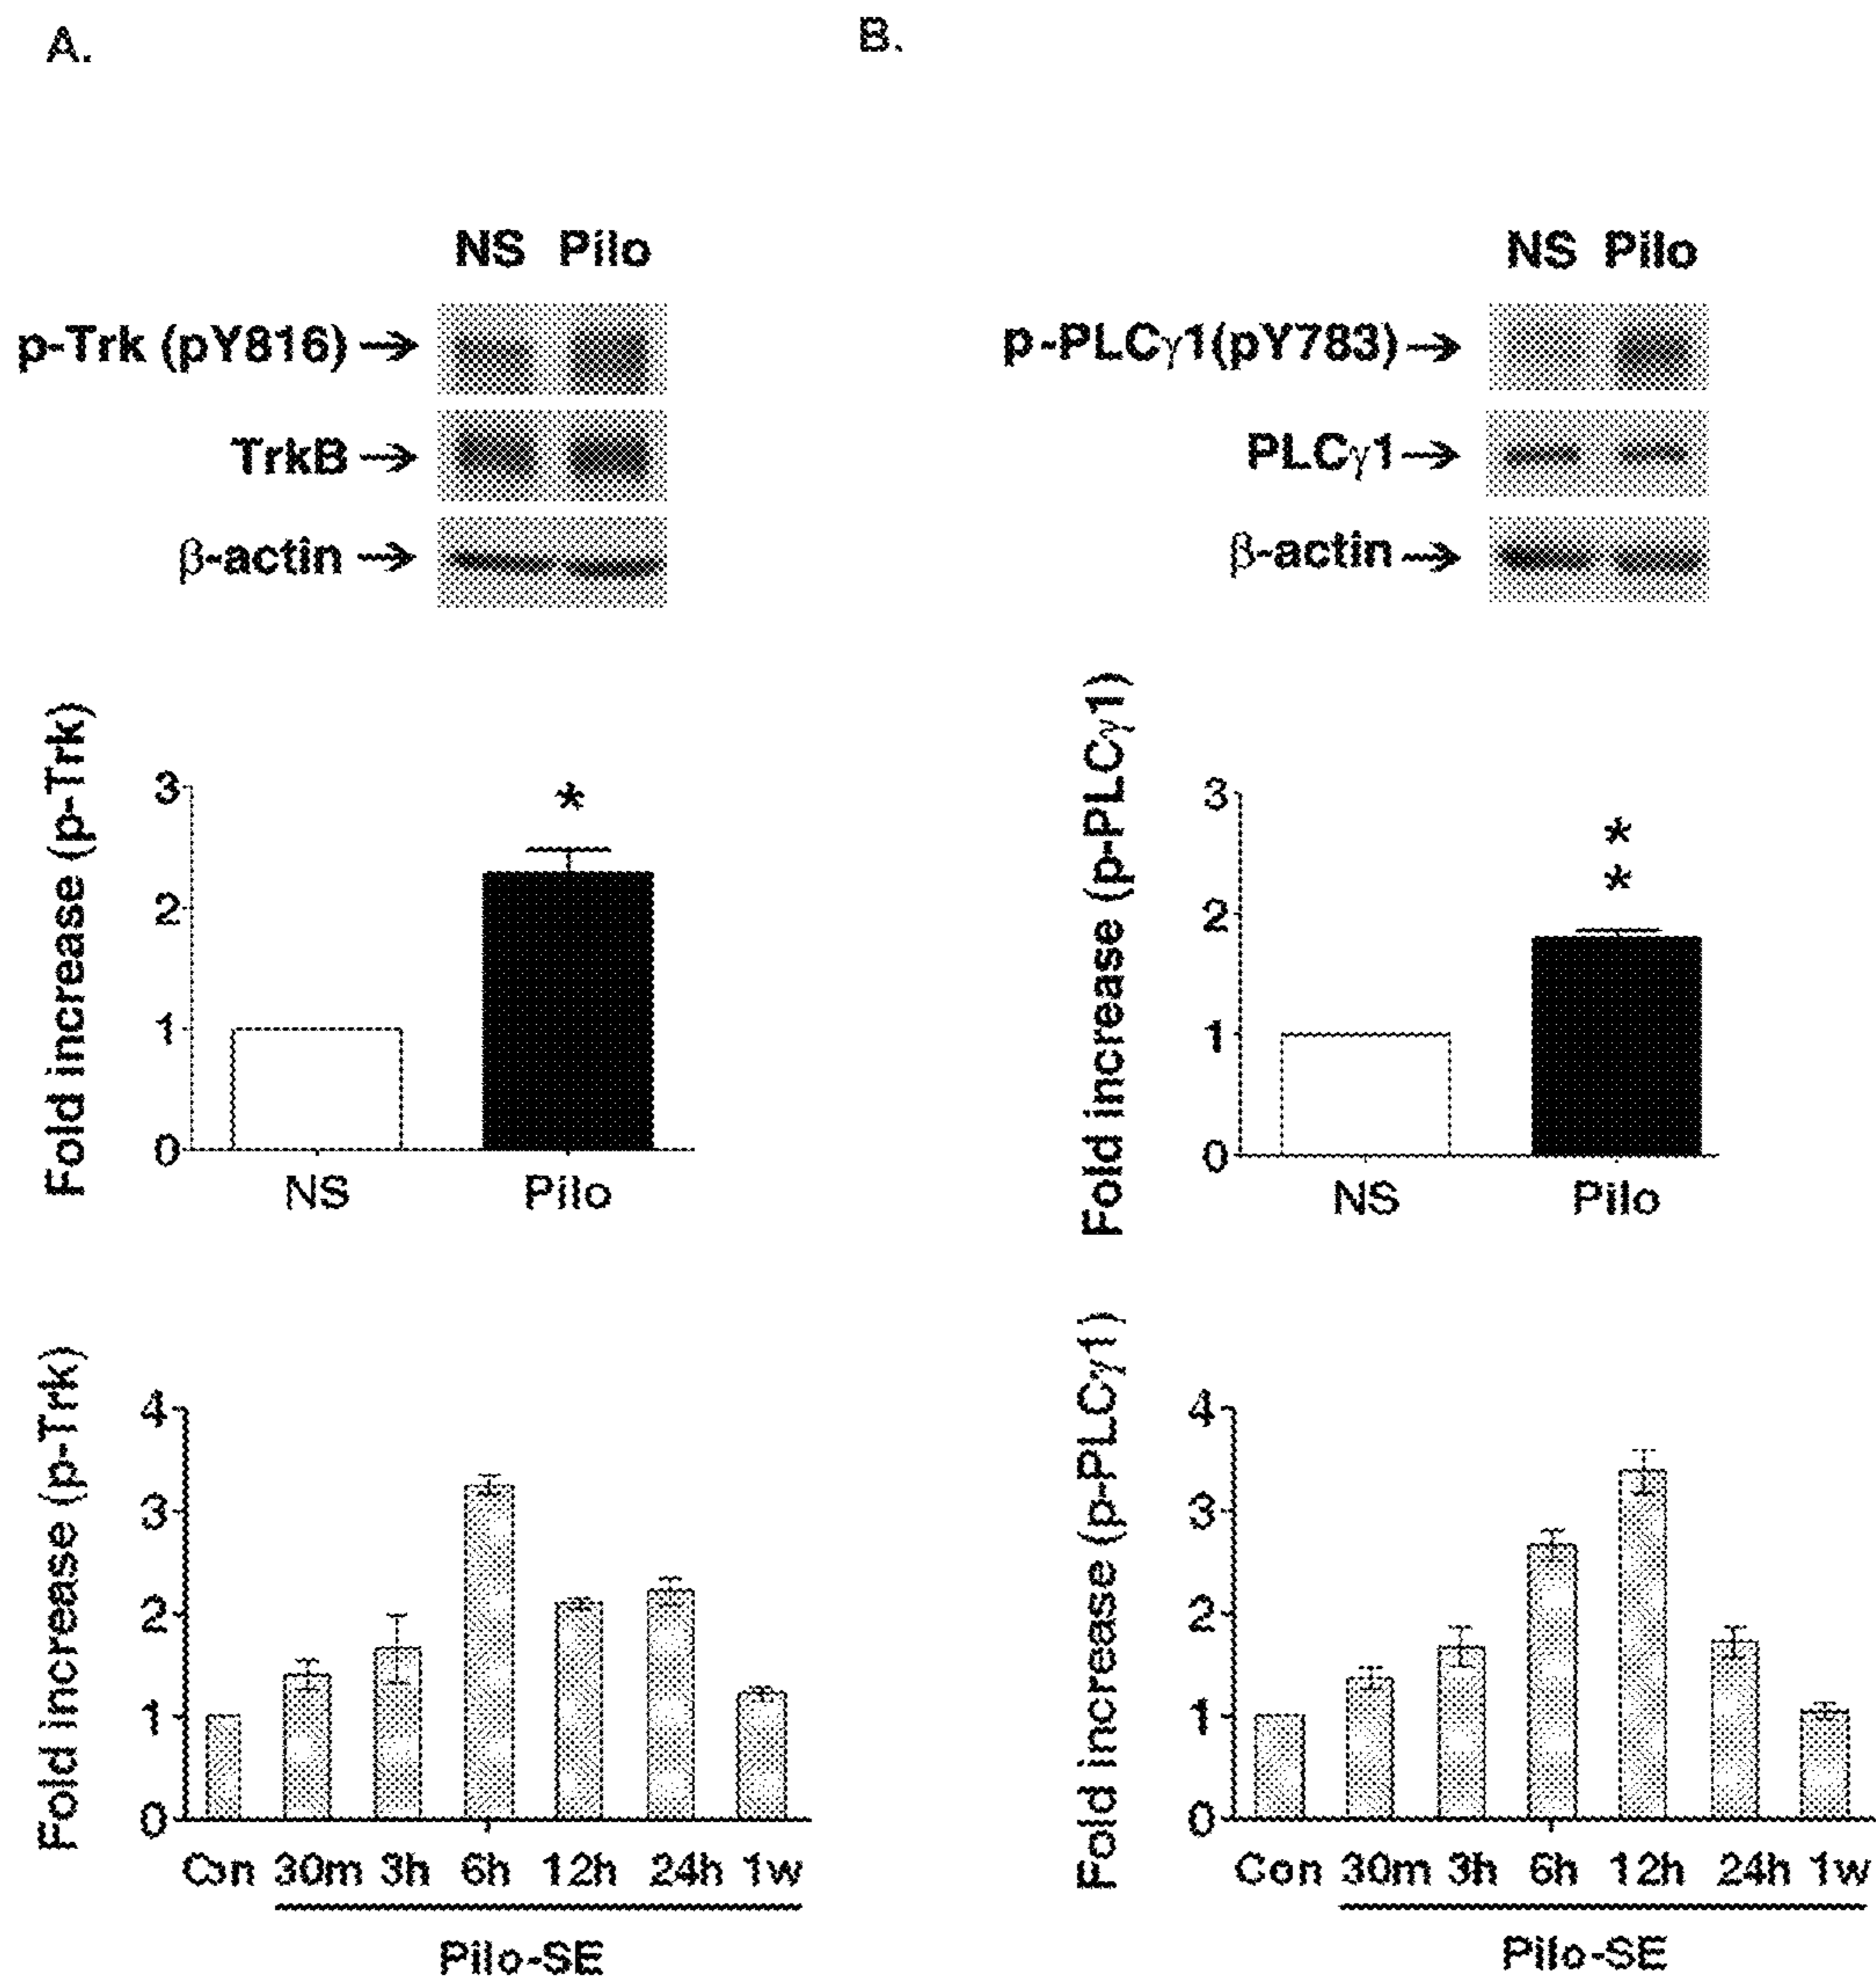 A.
NS Pilo
p-Trk (pY816)
TrkB
β-actin
Fold increase (p-Trk)
3
*
2
1
0
NS Pilo
Fold increase (p-Trk)
4
3
2
1
0
Con 30m 3h 6h 12h 24h 1w
Pilo-SE
B.
NS Pilo
p-PLCγ1(pY783)
PLCγ1
β-actin
Fold increase (p-PLCγ1)
3
*
*
2
1
0
NS Pilo
Fold increase (p-PLCγ1)
4
3
2
1
0
Con 30m 3h 6h 12h 24h 1w
Pilo-SE